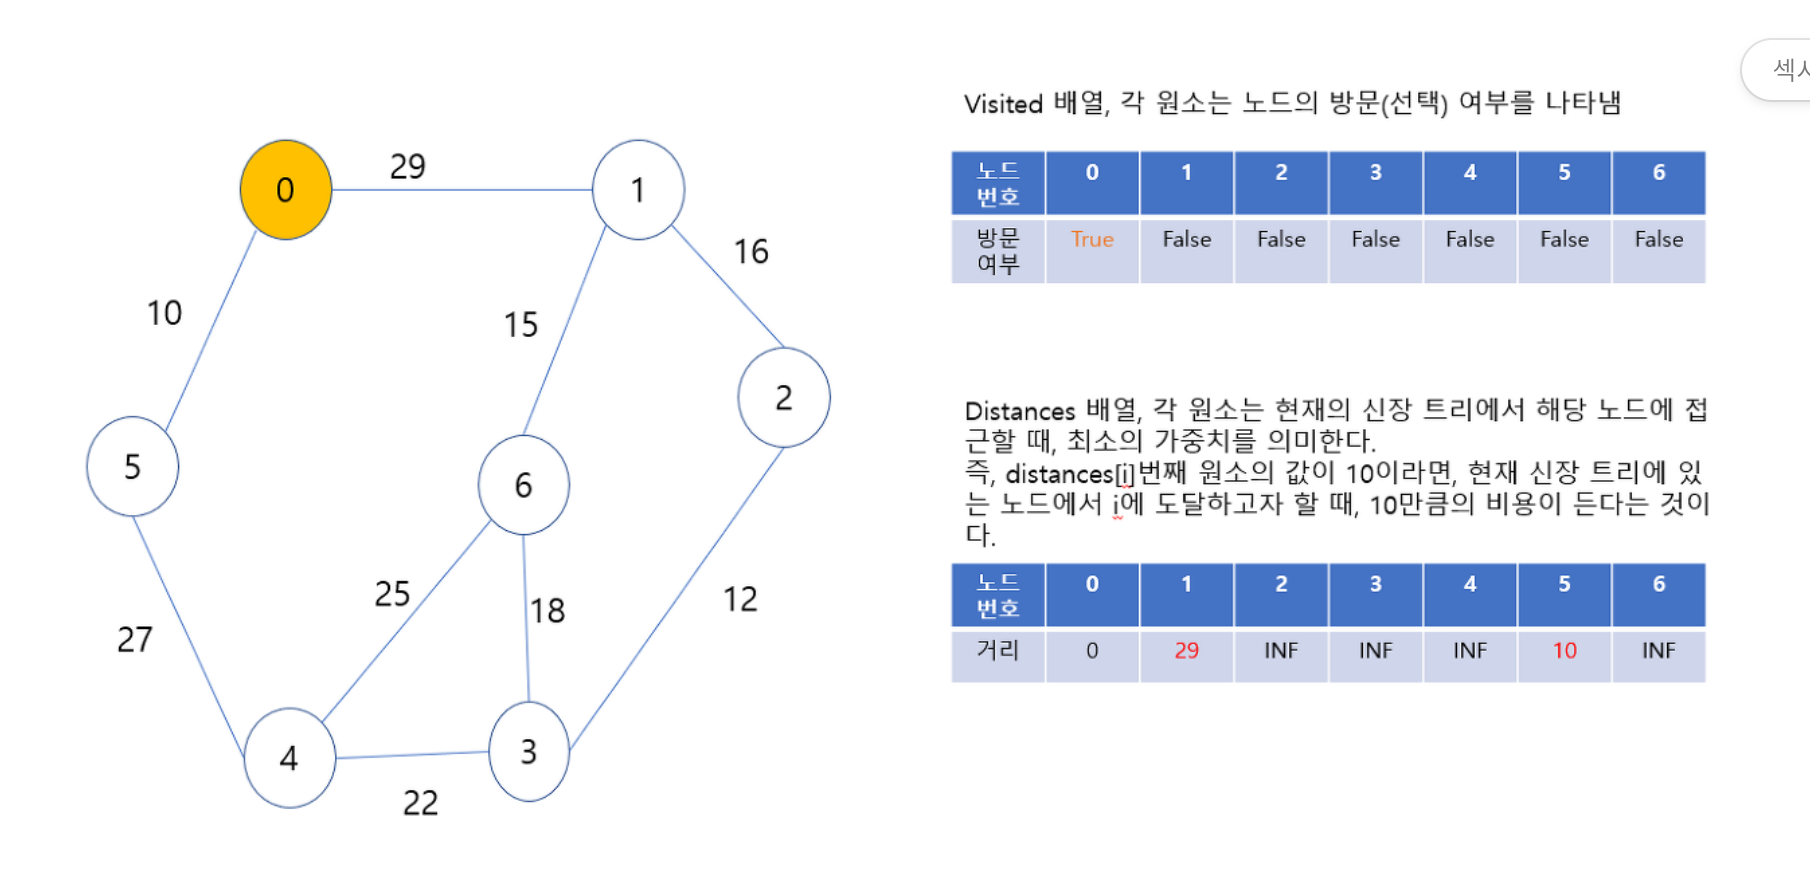 섹시
Visited 배열, 각 원소는 노드의 방문(선택) 여부를 나타냄
노드 번호 0 1 2 3 4 5 6
방문 여부 True False False False False False False
Distances 배열, 각 원소는 현재의 신장 트리에서 해당 노드에 접
근할 때, 최소의 가중치를 의미한다.
즉, distances[i]번째 원소의 값이 10이라면, 현재 신장 트리에 있
는 노드에서 i에 도달하고자 할 때, 10만큼의 비용이 든다는 것이
다.
노드 번호 0 1 2 3 4 5 6
거리 0 29 INF INF INF 10 INF
0
29
1
16
10
15
2
5
6
25
18
12
27
4
3
22